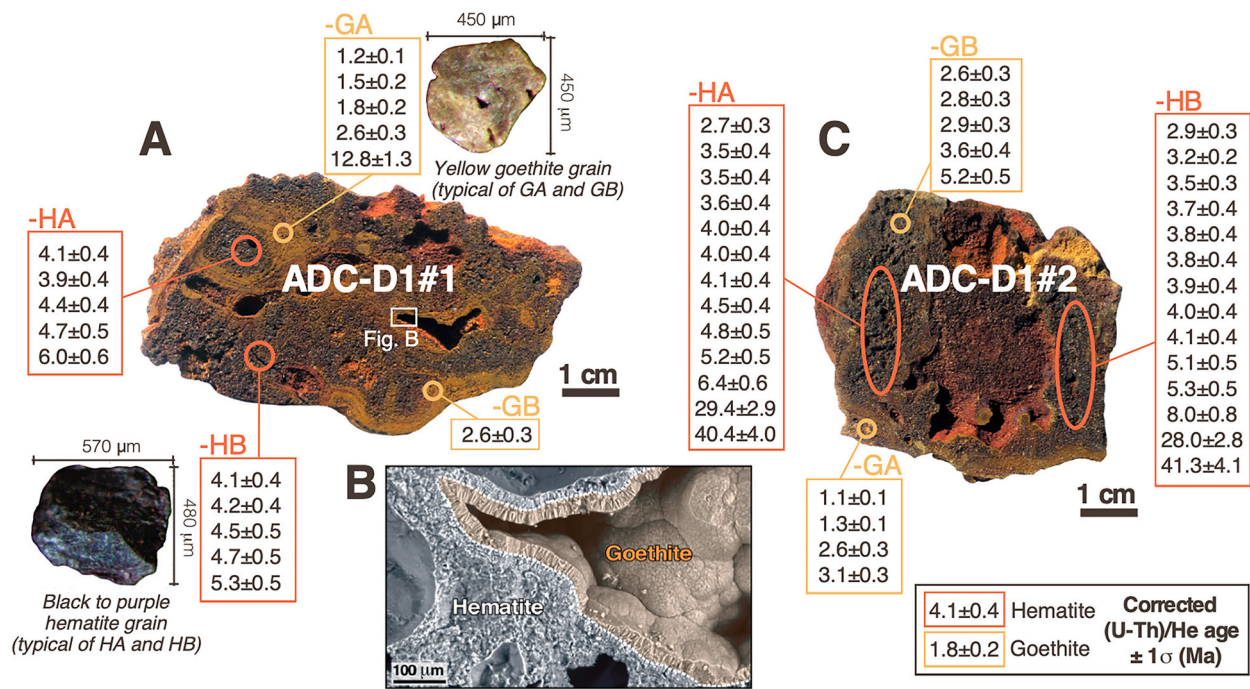 A
-GA
1.2±0.1
1.5±0.2
1.8±0.2
2.6±0.3
12.8±1.3
450 µm
450 µm
Yellow goethite grain
(typical of GA and GB)
-HA
4.1±0.4
3.9±0.4
4.4±0.4
4.7±0.5
6.0±0.6
ADC-D1#1
Fig. B
1 cm
-GB
2.6±0.3
-HB
4.1±0.4
4.2±0.4
4.5±0.5
4.7±0.5
5.3±0.5
570 µm
480 µm
Black to purple
hematite grain
(typical of HA and HB)
B
Goethite
Hematite
100 µm
C
-HA
2.7±0.3
3.5±0.4
3.5±0.4
3.6±0.4
4.0±0.4
4.0±0.4
4.1±0.4
4.5±0.4
4.8±0.5
5.2±0.5
6.4±0.6
29.4±2.9
40.4±4.0
-GB
2.6±0.3
2.8±0.3
2.9±0.3
3.6±0.4
5.2±0.5
-HB
2.9±0.3
3.2±0.2
3.5±0.3
3.7±0.4
3.8±0.4
3.8±0.4
3.9±0.4
4.0±0.4
4.1±0.4
5.1±0.5
5.3±0.5
8.0±0.8
28.0±2.8
41.3±4.1
ADC-D1#2
-GA
1.1±0.1
1.3±0.1
2.6±0.3
3.1±0.3
1 cm
4.1±0.4 Hematite
1.8±0.2 Goethite
Corrected
(U-Th)/He age
± 1σ (Ma)